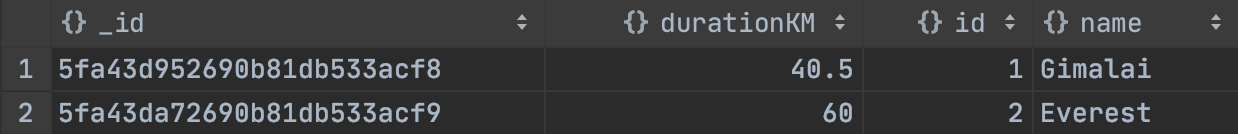 {} _id {} durationKM {} id {} name
1 5fa43d952690b81db533acf8 40.5 1 Gimalai
2 5fa43da72690b81db533acf9 60 2 Everest